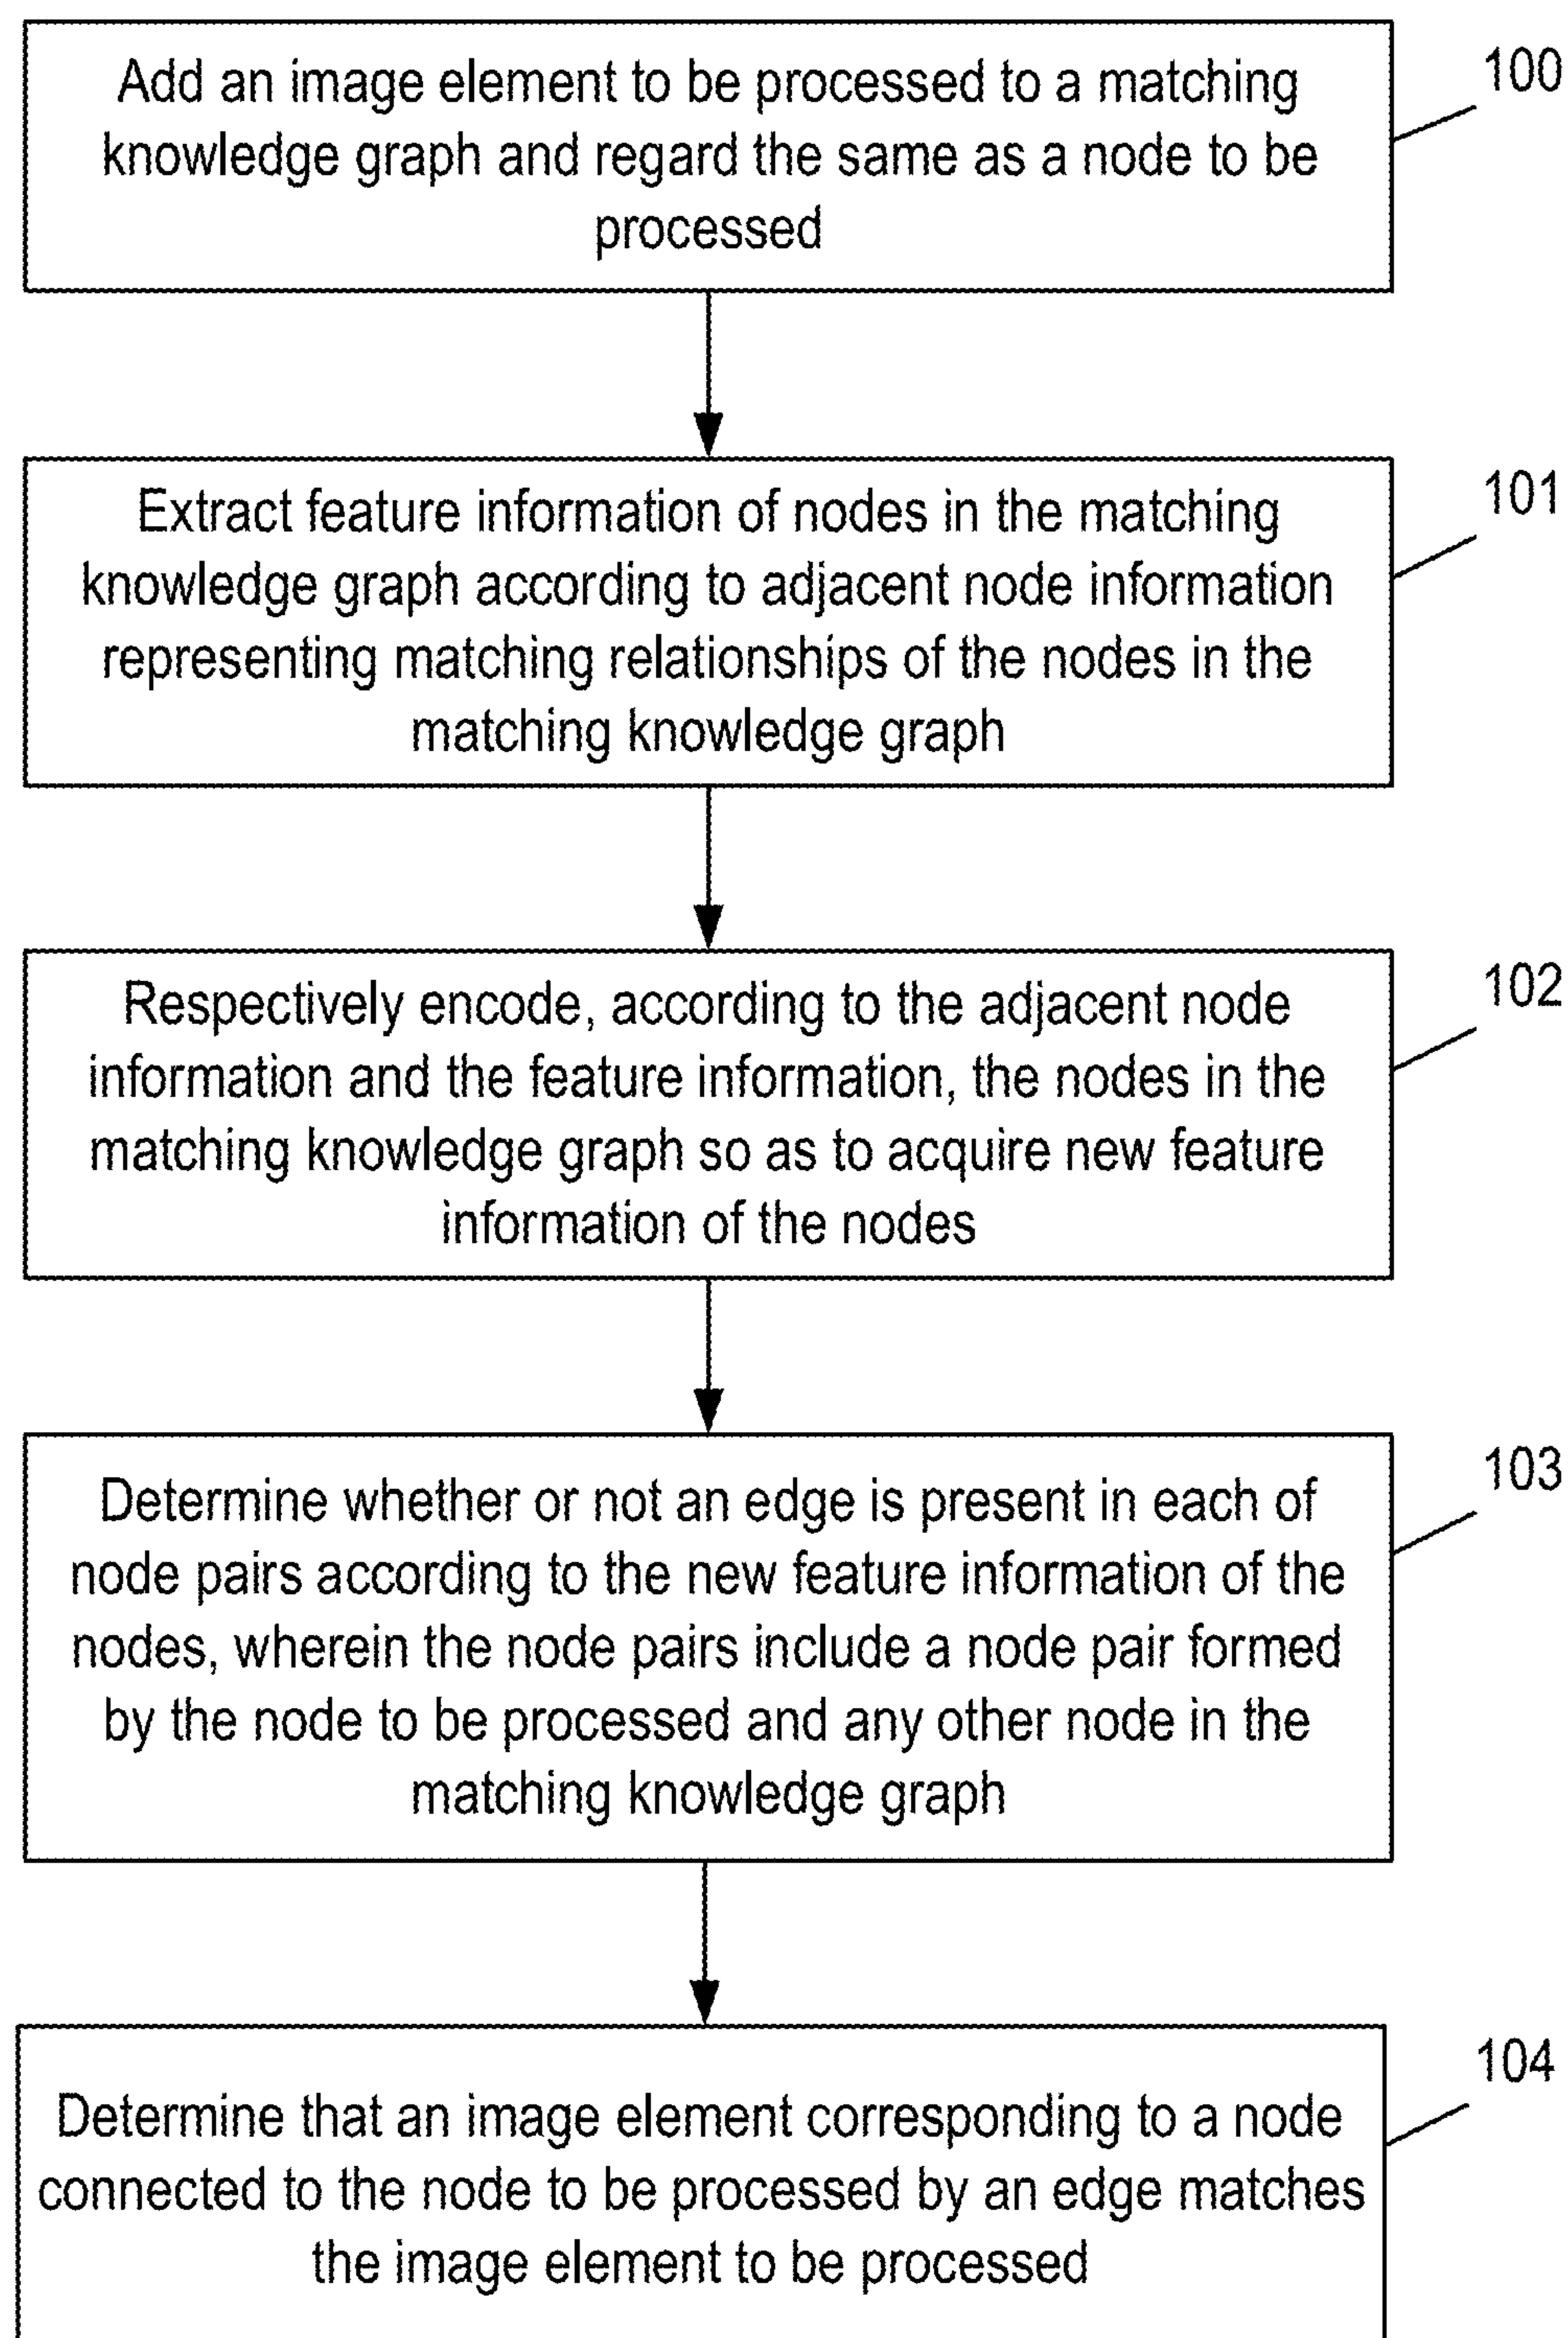 Add an image element to be processed to a matching
knowledge graph and regard the same as a node to be
processed
100
Extract feature information of nodes in the matching
knowledge graph according to adjacent node information
representing matching relationships of the nodes in the
matching knowledge graph
101
Respectively encode, according to the adjacent node
information and the feature information, the nodes in the
matching knowledge graph so as to acquire new feature
information of the nodes
102
Determine whether or not an edge is present in each of
node pairs according to the new feature information of the
nodes, wherein the node pairs include a node pair formed
by the node to be processed and any other node in the
matching knowledge graph
103
Determine that an image element corresponding to a node
connected to the node to be processed by an edge matches
the image element to be processed
104